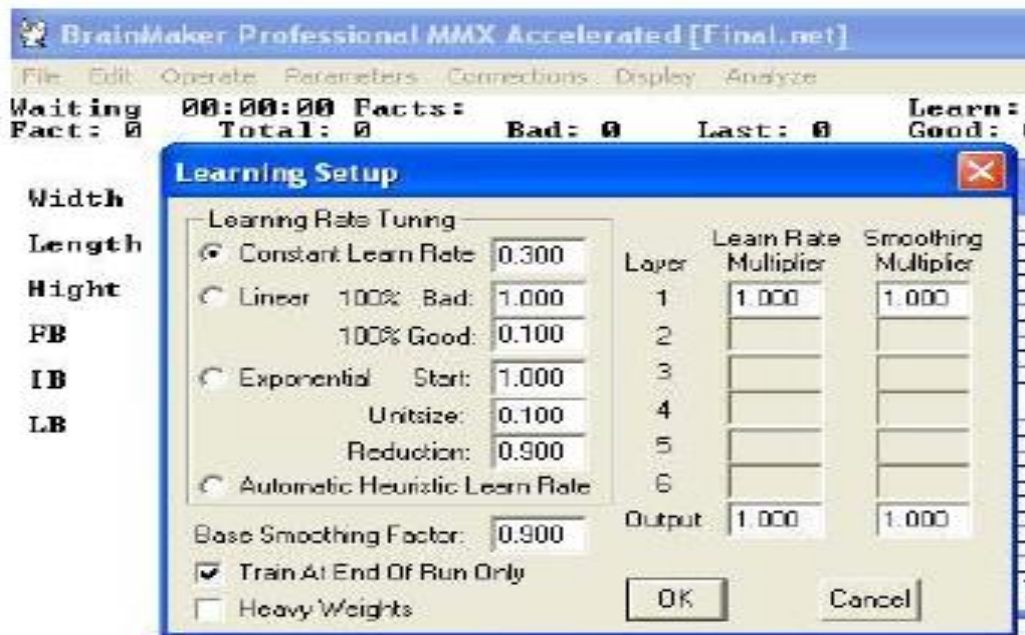 BrainMaker Professional MMX Accelerated [Final.net]
File Edit Operate Parameters Connections Display Analyze
Waiting 00:00:00 Facts: Learn:
Fact: 0 Total: 0 Bad: 0 Last: 0 Good:
Learning Setup
Width
Length
Hight
FB
IB
LB
Learning Rate Tuning
Constant Learn Rate 0.300
Linear 100% Bad: 1.000
100% Good: 0.100
Exponential Start: 1.000
Unitsize: 0.100
Reduction: 0.900
Automatic Heuristic Learn Rate
Base Smoothing Factor: 0.900
Train At End Of Run Only
Heavy Weights
Layer Learn Rate Multiplier Smoothing Multiplier
1 1.000 1.000
2
3
4
5
6
Output 1.000 1.000
OK Cancel